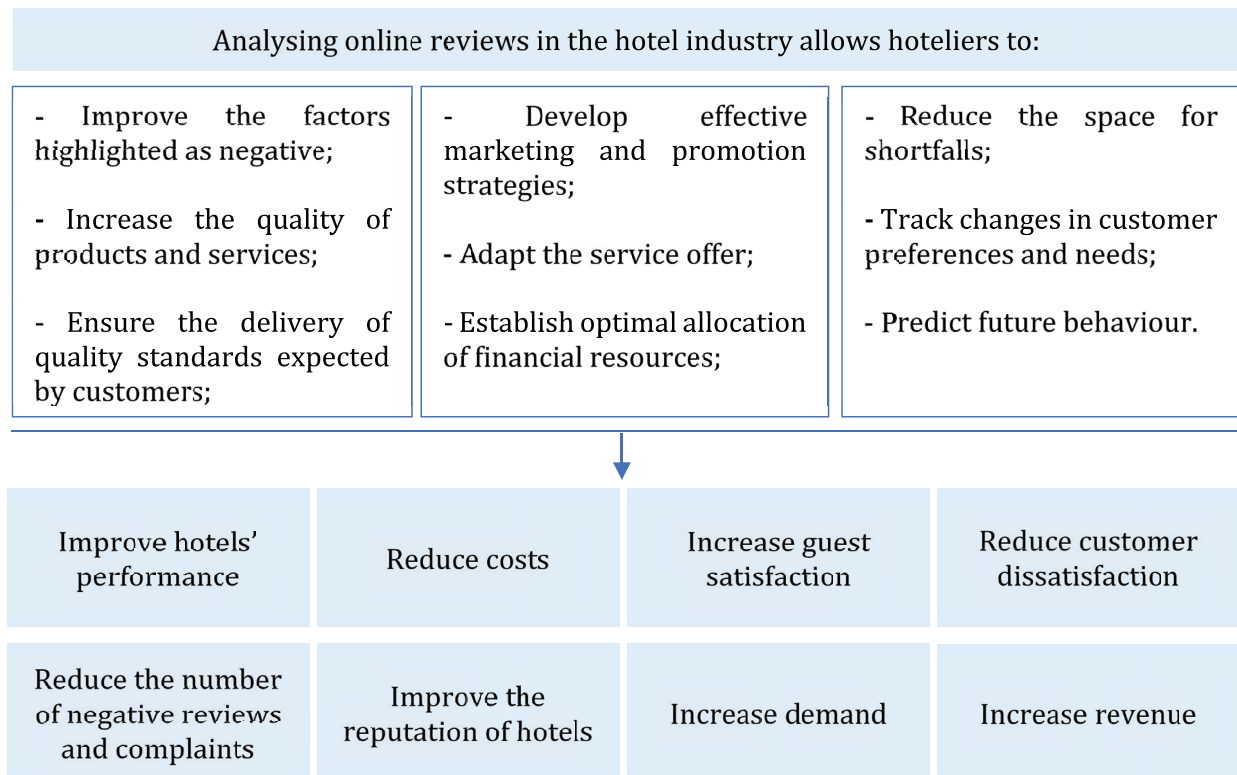 Analysing online reviews in the hotel industry allows hoteliers to:
- Improve the factors
highlighted as negative;
- Increase the quality of
products and services;
- Ensure the delivery of
quality standards expected
by customers;
- Develop effective
marketing and promotion
strategies;
- Adapt the service offer;
- Establish optimal allocation
of financial resources;
- Reduce the space for
shortfalls;
- Track changes in customer
preferences and needs;
- Predict future behaviour.
Improve hotels’
performance
Reduce costs
Increase guest
satisfaction
Reduce customer
dissatisfaction
Reduce the number
of negative reviews
and complaints
Improve the
reputation of hotels
Increase demand
Increase revenue